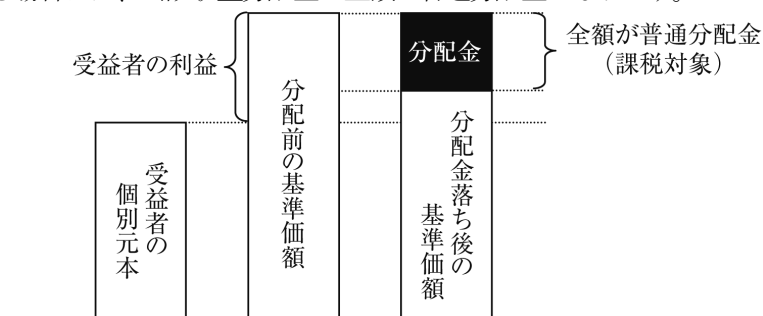 受益者の利益
分配金
全額が普通分配金
（課税対象）
受益者の
個別元本
分配前の基準価額
分配金落ち後の
基準価額